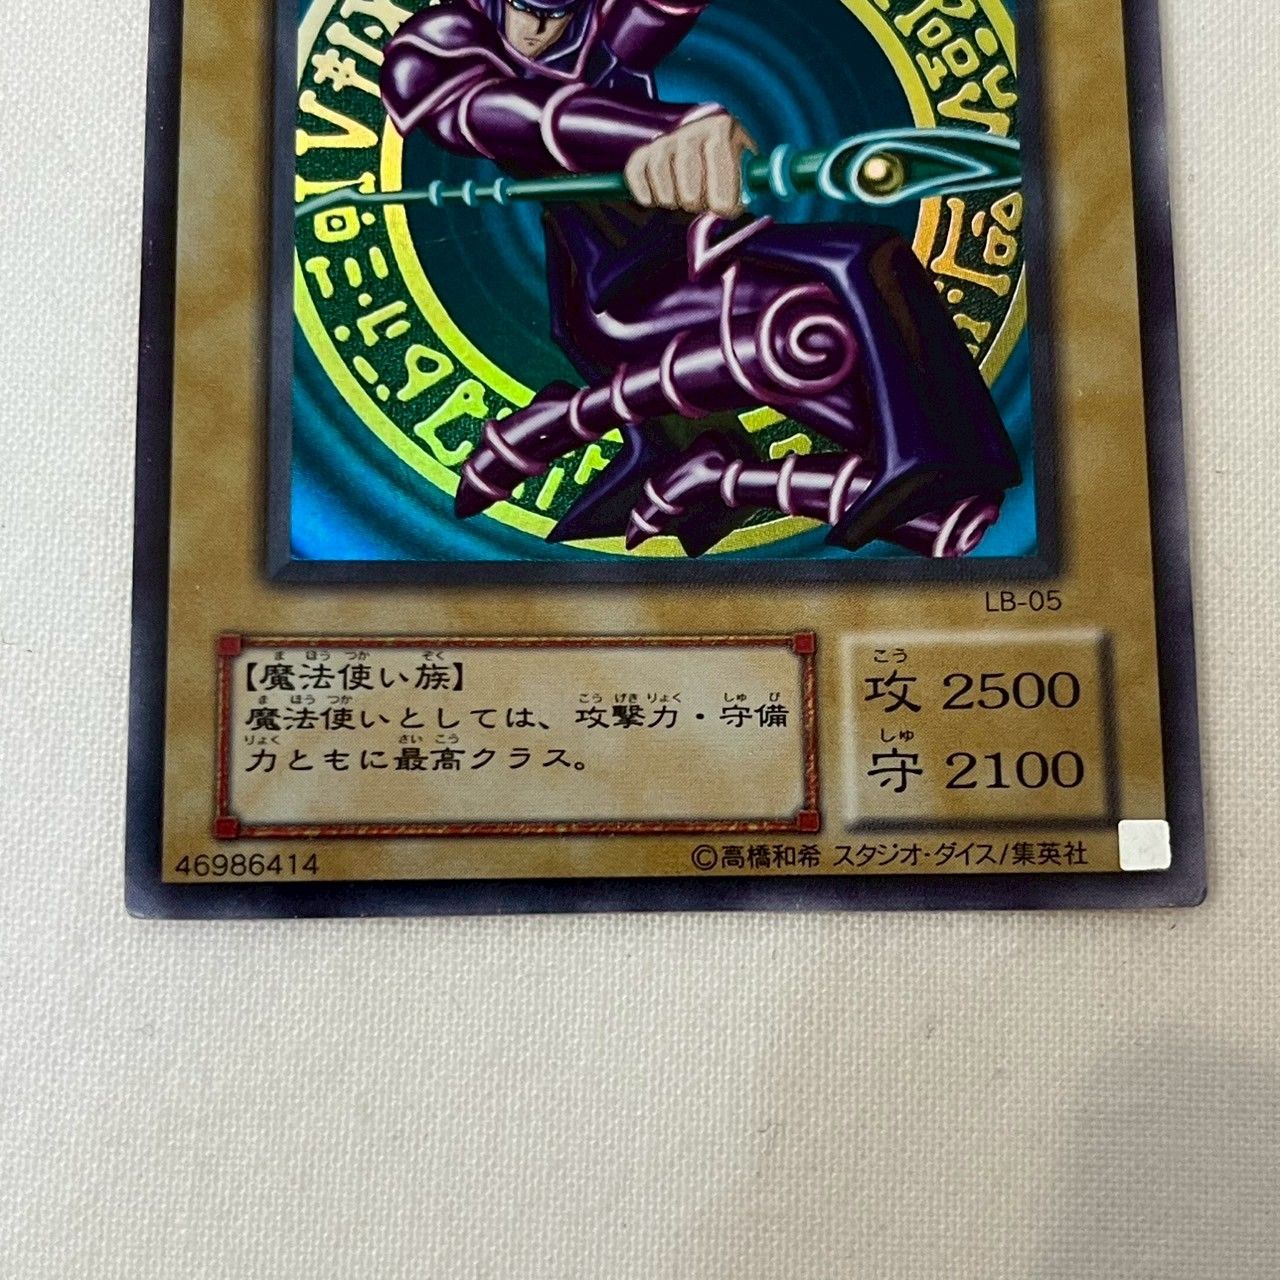 LB-05
【魔法使い族】
魔法使いとしては、攻撃力・守備
力ともに最高クラス。
攻 2500
守 2100
46986414
©高橋和希 スタジオ・ダイス/集英社